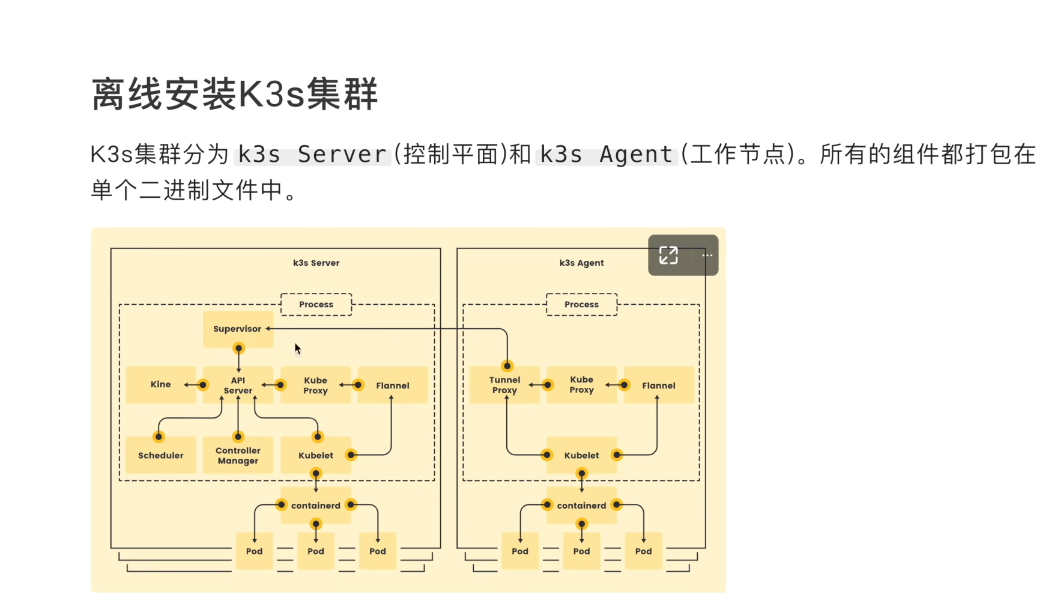 离线安装K3s集群
K3s集群分为 k3s Server(控制平面)和 k3s Agent(工作节点)。所有的组件都打包在
单个二进制文件中。
k3s Server
Process
Supervisor
Kine
API
Server
Kube
Proxy
Flannel
Scheduler
Controller
Manager
Kubelet
containerd
Pod
Pod
Pod
k3s Agent
Process
Tunnel
Proxy
Kube
Proxy
Flannel
Kubelet
containerd
Pod
Pod
Pod